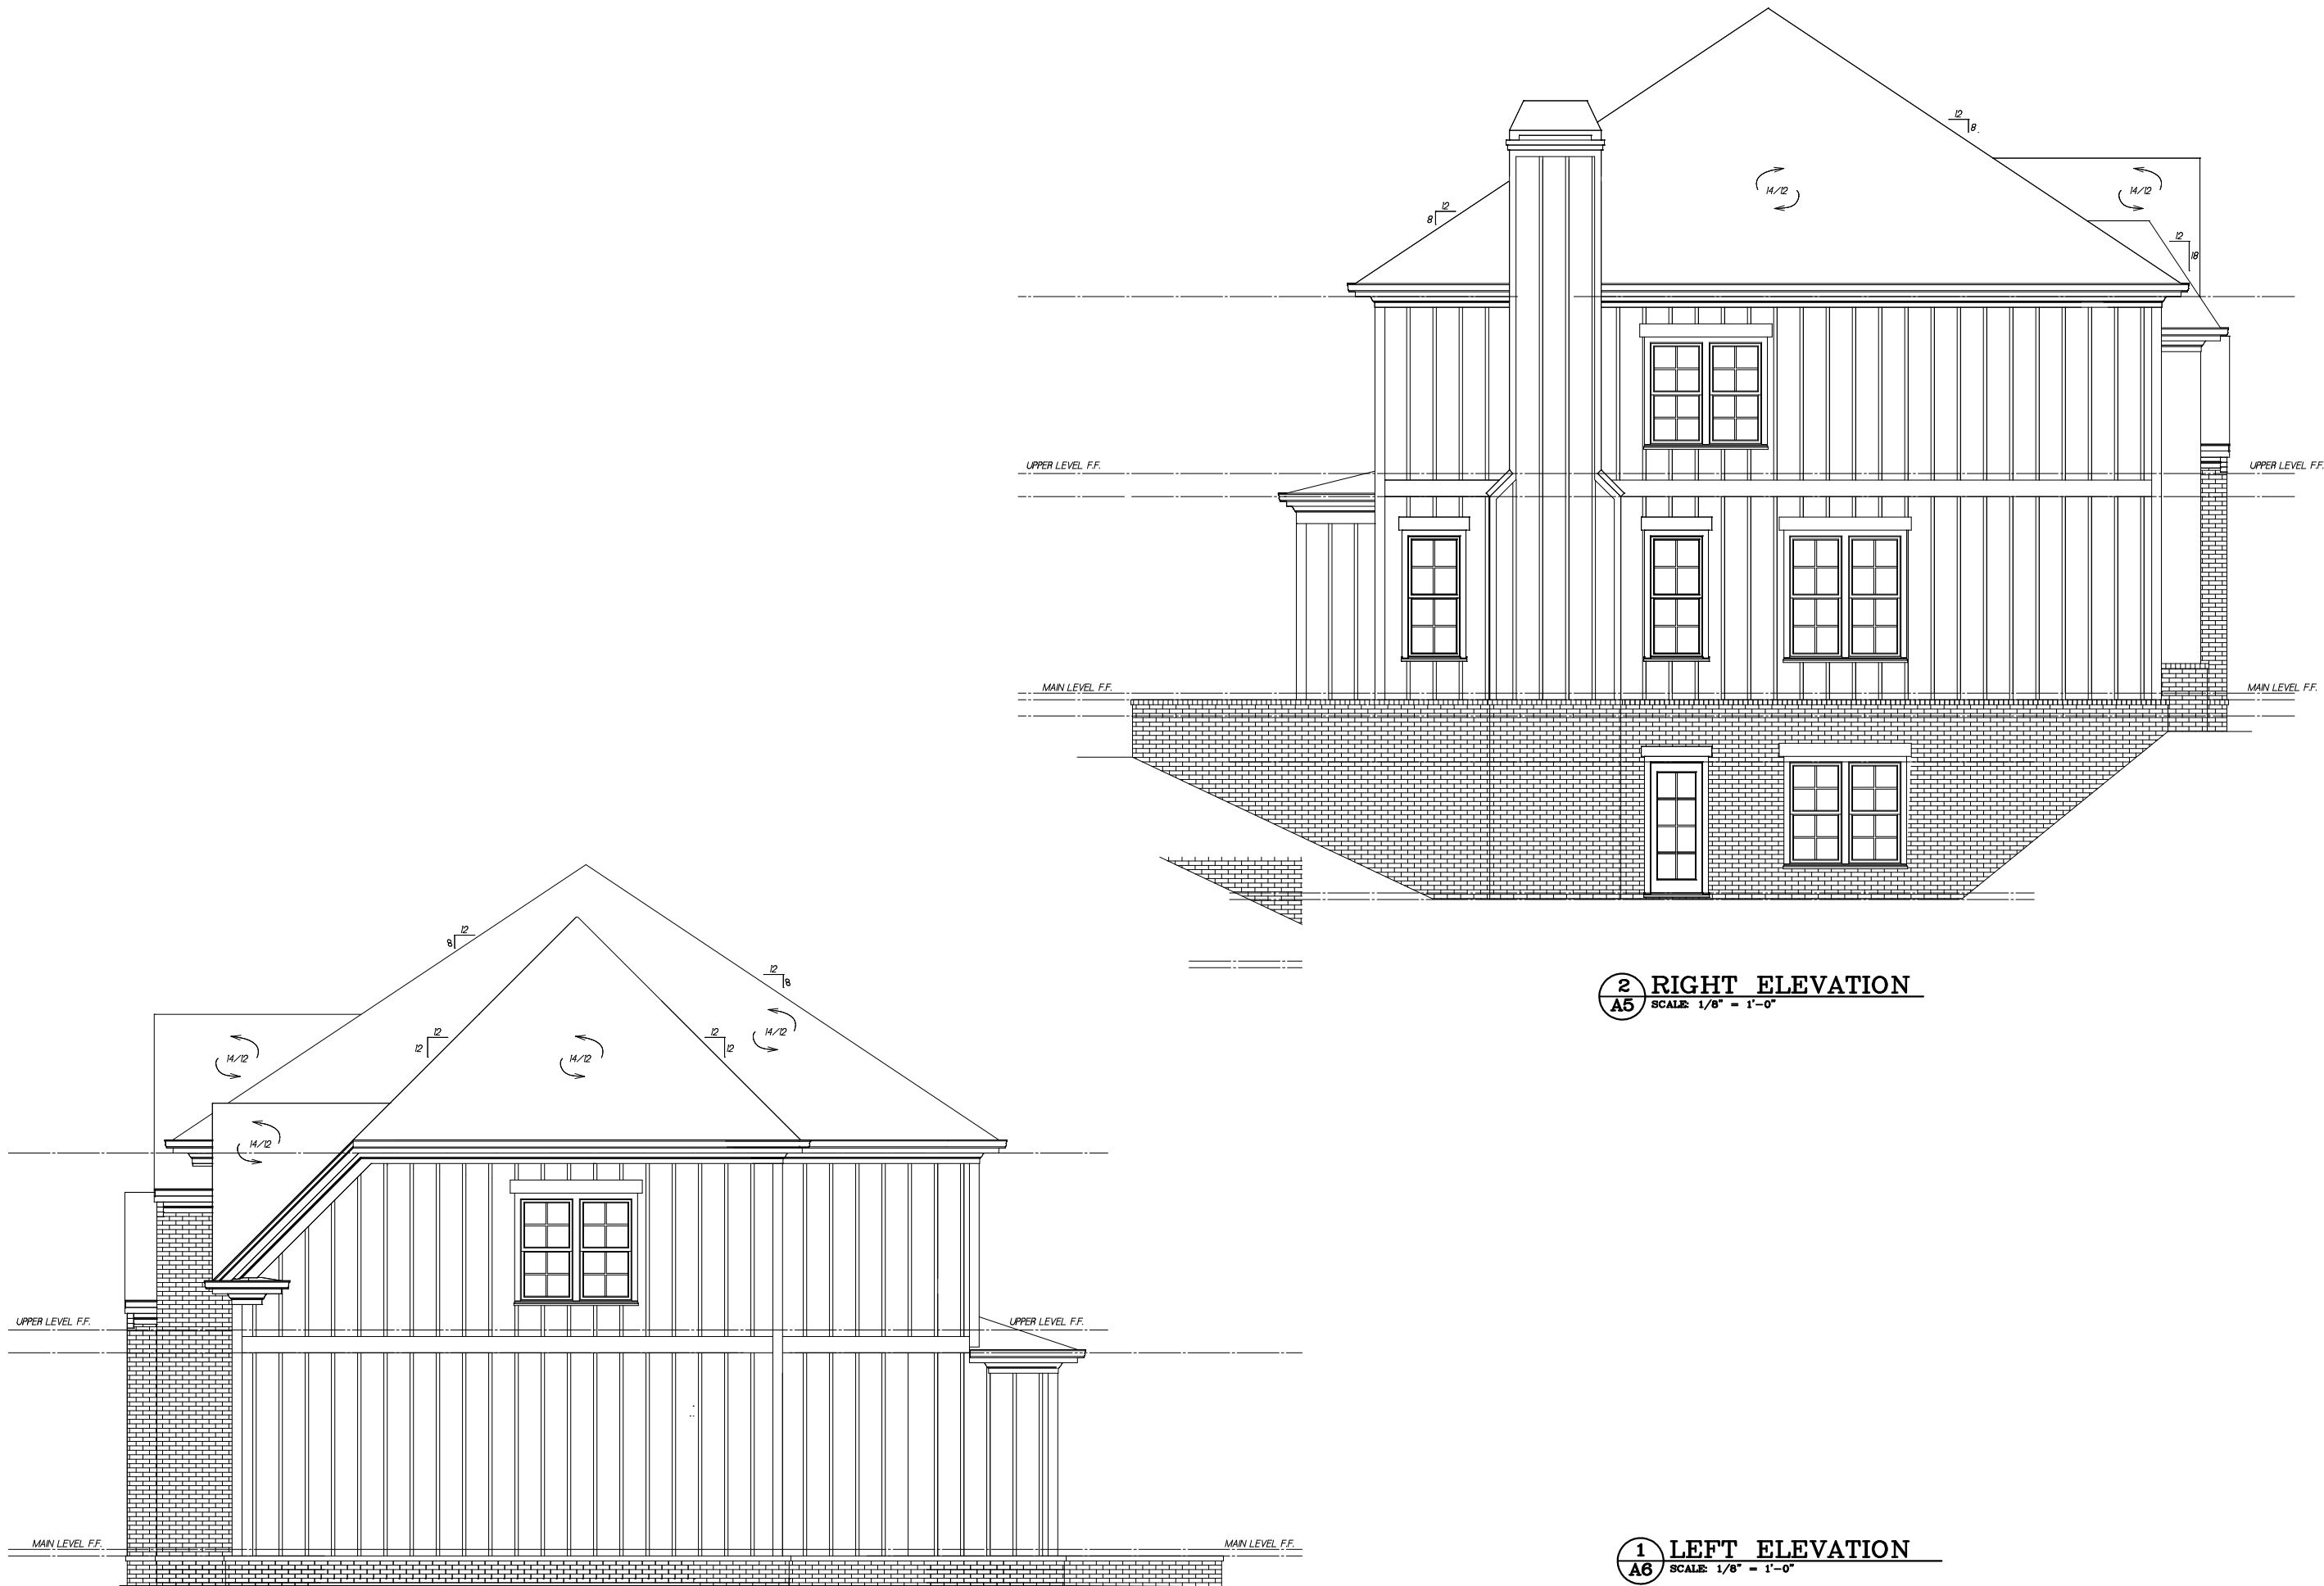 12
8
14/12
14/12
12
8
12
18
UPPER LEVEL F.F.
UPPER LEVEL F.F.
MAIN LEVEL F.F.
MAIN LEVEL F.F.
2
A5
RIGHT ELEVATION
SCALE: 1/8" = 1'-0"
12
8
12
8
14/12
12
12
14/12
14/12
12
12
14/12
UPPER LEVEL F.F.
UPPER LEVEL F.F.
MAIN LEVEL F.F.
MAIN LEVEL F.F.
1
A6
LEFT ELEVATION
SCALE: 1/8" = 1'-0"